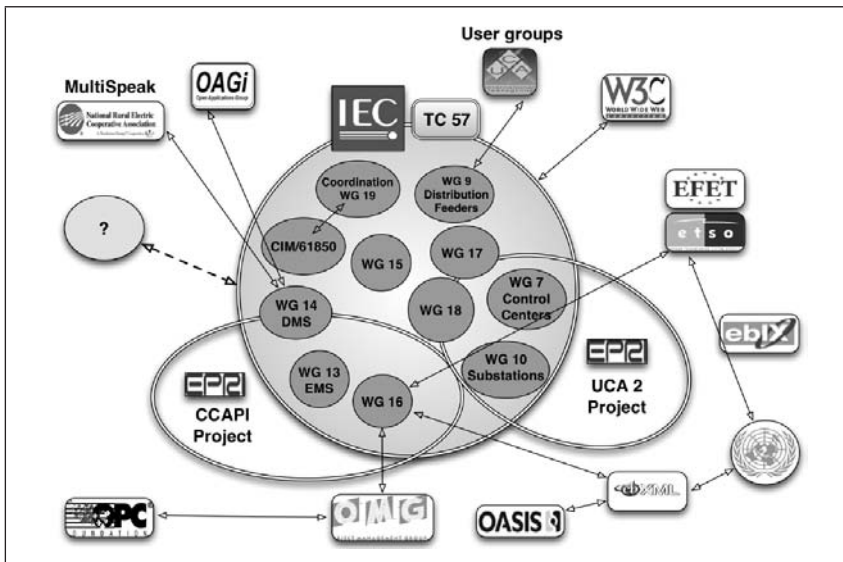 User groups
UCA
MultiSpeak
OAGi
Open Applications Group
National Rural Electric
Cooperative Association
IEC
TC 57
W3C
WORLD WIDE WEB
EFET
etso
Coordination
WG 19
WG 9
Distribution
Feeders
?
CIM/61850
WG 15
WG 17
WG 14
DMS
WG 18
WG 7
Control
Centers
ebIX
EPRI
CCAPI
Project
WG 13
EMS
WG 16
WG 10
Substations
EPRI
UCA 2
Project
OPC
FOUNDATION
OMG
OASIS
ebXML